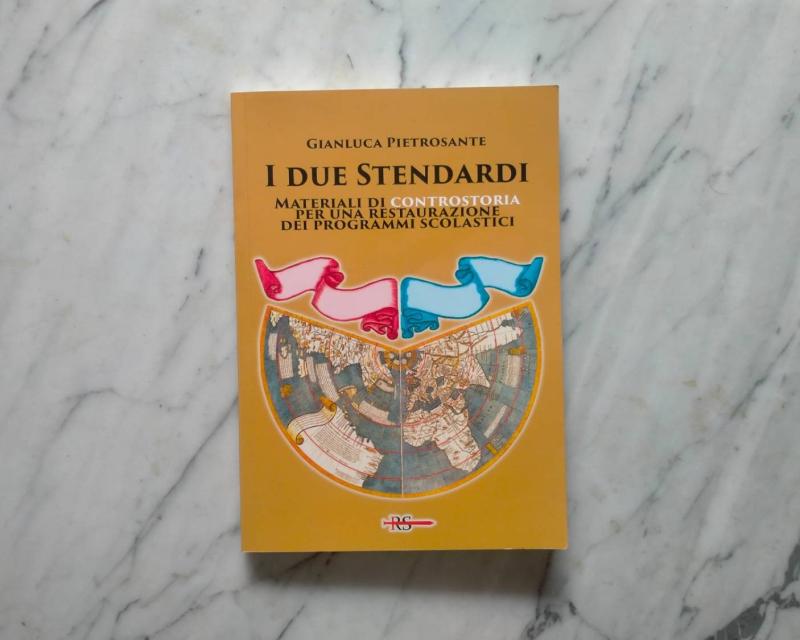 GIANLUCA PIETROSANTE
I DUE STENDARDI
MATERIALI DI CONTROSTORIA
PER UNA RESTAURAZIONE
DEI PROGRAMMI SCOLASTICI
RS